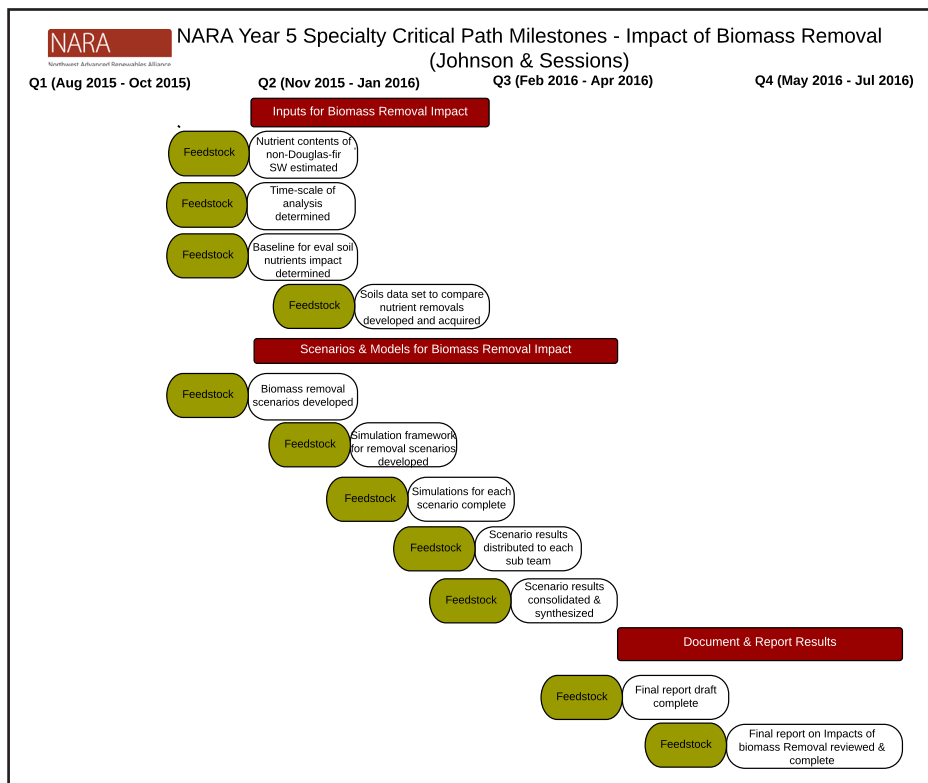 NARA
Northwest Advanced Renewables Alliance
NARA Year 5 Specialty Critical Path Milestones - Impact of Biomass Removal
(Johnson & Sessions)
Q1 (Aug 2015 - Oct 2015)
Q2 (Nov 2015 - Jan 2016)
Q3 (Feb 2016 - Apr 2016)
Q4 (May 2016 - Jul 2016)
Inputs for Biomass Removal Impact
Feedstock
Nutrient contents of
non-Douglas-fir
SW estimated
Feedstock
Time-scale of
analysis
determined
Feedstock
Baseline for eval soil
nutrients impact
determined
Feedstock
Soils data set to compare
nutrient removals
developed and acquired
Scenarios & Models for Biomass Removal Impact
Feedstock
Biomass removal
scenarios developed
Feedstock
Simulation framework
for removal scenarios
developed
Feedstock
Simulations for each
scenario complete
Feedstock
Scenario results
distributed to each
sub team
Feedstock
Scenario results
consolidated &
synthesized
Document & Report Results
Feedstock
Final report draft
complete
Feedstock
Final report on Impacts of
biomass Removal reviewed &
complete